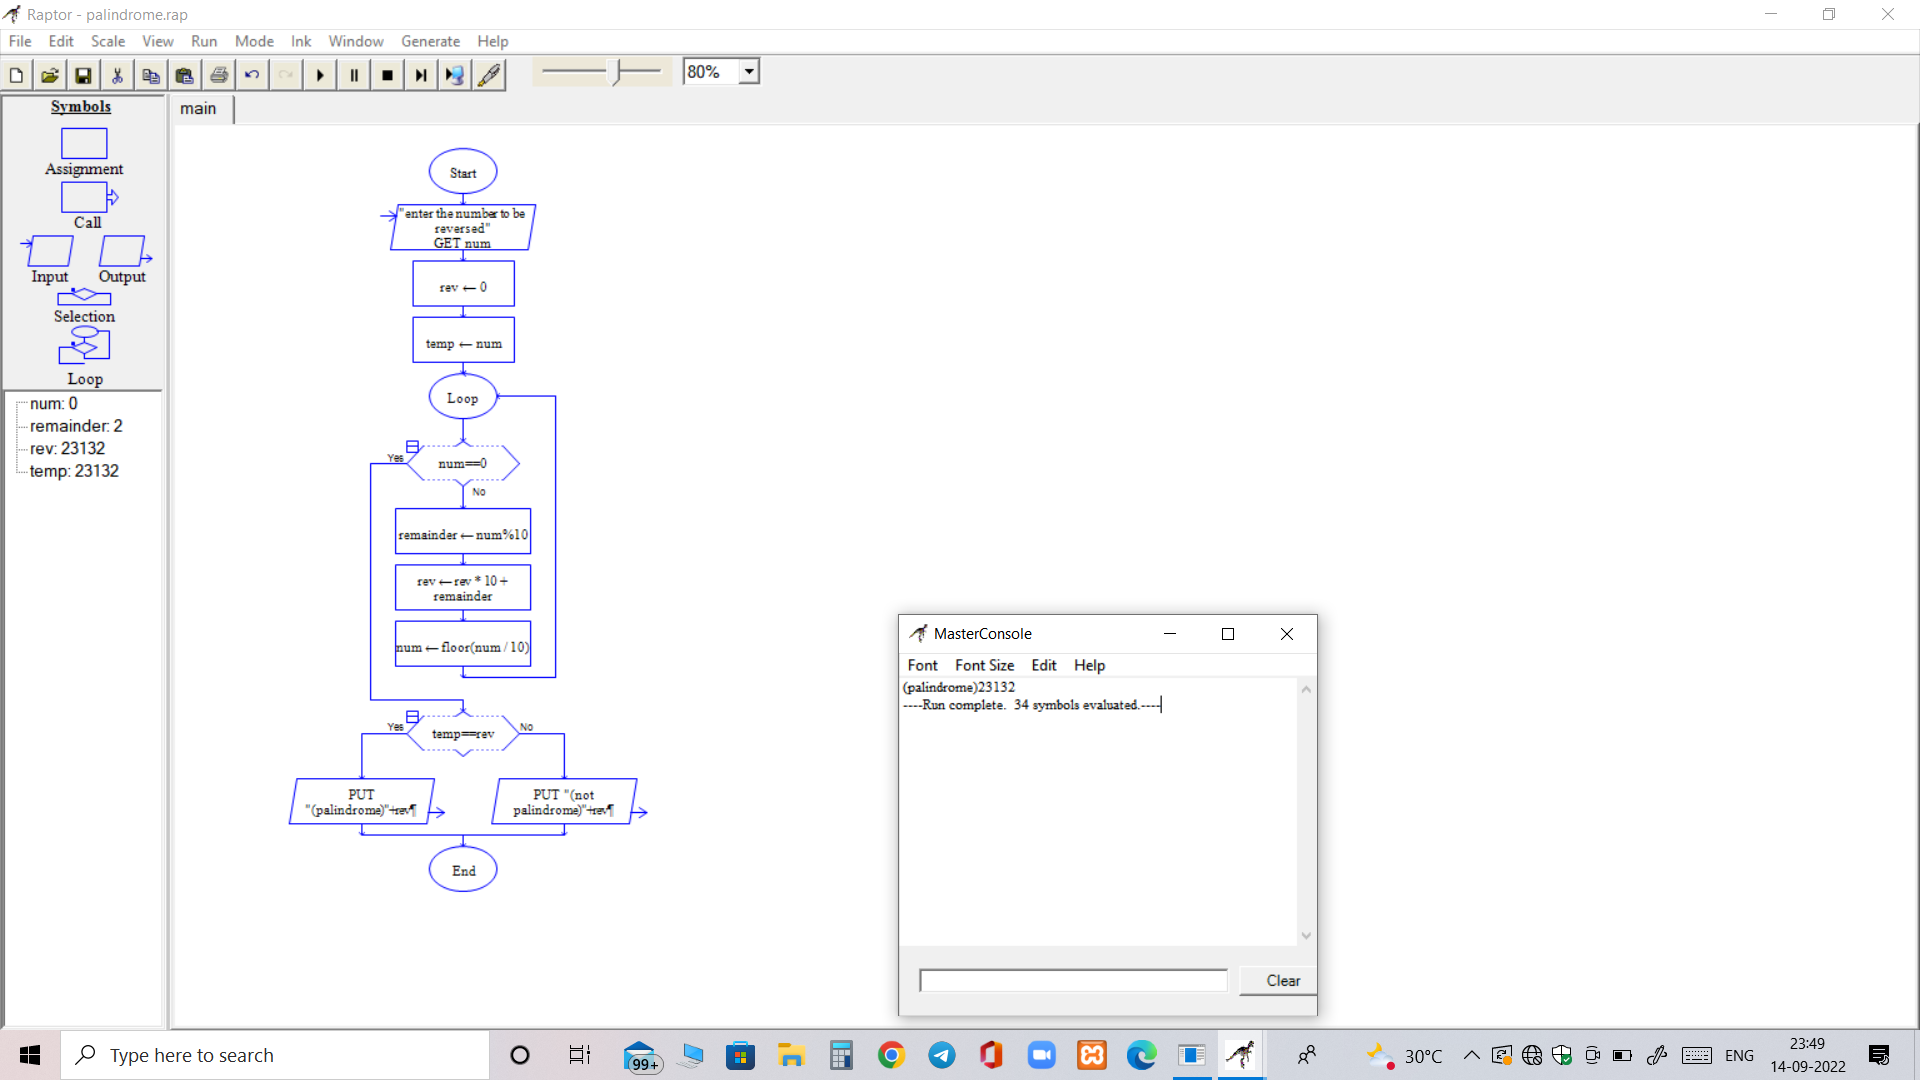 Raptor - palindrome.rap
File Edit Scale View Run Mode Ink Window Generate Help
80%
Symbols
Assignment
Call
Input Output
Selection
Loop
num: 0
remainder: 2
rev: 23132
temp: 23132
main
Start
"enter the number to be
reversed"
GET num
rev ← 0
temp ← num
Loop
Yes
num==0
No
remainder ← num%10
rev ← rev * 10 +
remainder
num ← floor(num / 10)
Yes
temp==rev
No
PUT
"(palindrome)"+rev¶
PUT "(not
palindrome)"+rev¶
End
MasterConsole
Font Font Size Edit Help
(palindrome)23132
----Run complete. 34 symbols evaluated.----
Clear
Type here to search
99+
30°C
ENG
23:49
14-09-2022